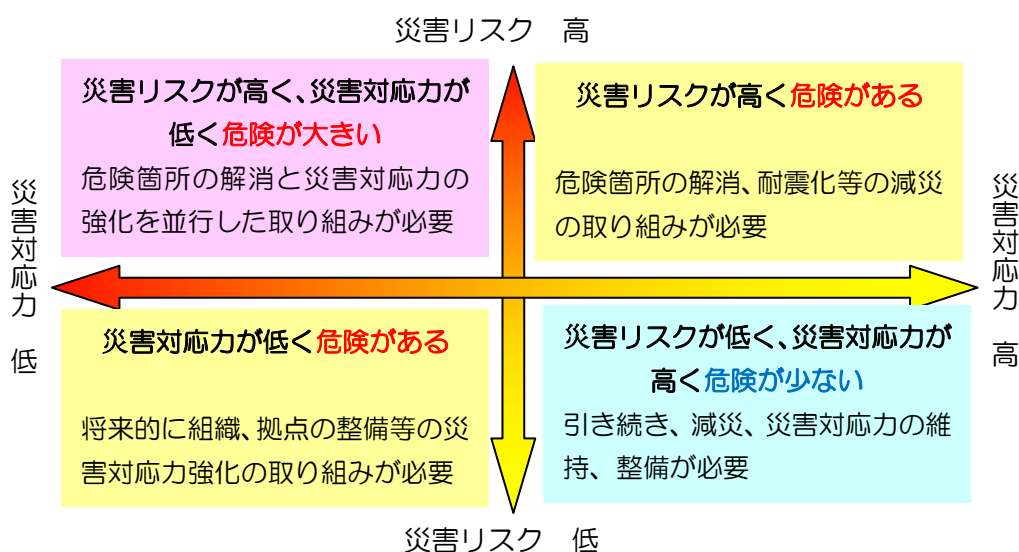 災害リスク　高
災害リスクが高く、災害対応力が
低く危険が大きい
危険箇所の解消と災害対応力の
強化を並行した取り組みが必要
災害リスクが高く危険がある
危険箇所の解消、耐震化等の減災
の取り組みが必要
災害対応力　低
災害対応力　高
災害対応力が低く危険がある
将来的に組織、拠点の整備等の災
害対応力強化の取り組みが必要
災害リスクが低く、災害対応力が
高く危険が少ない
引き続き、減災、災害対応力の維
持、整備が必要
災害リスク　低